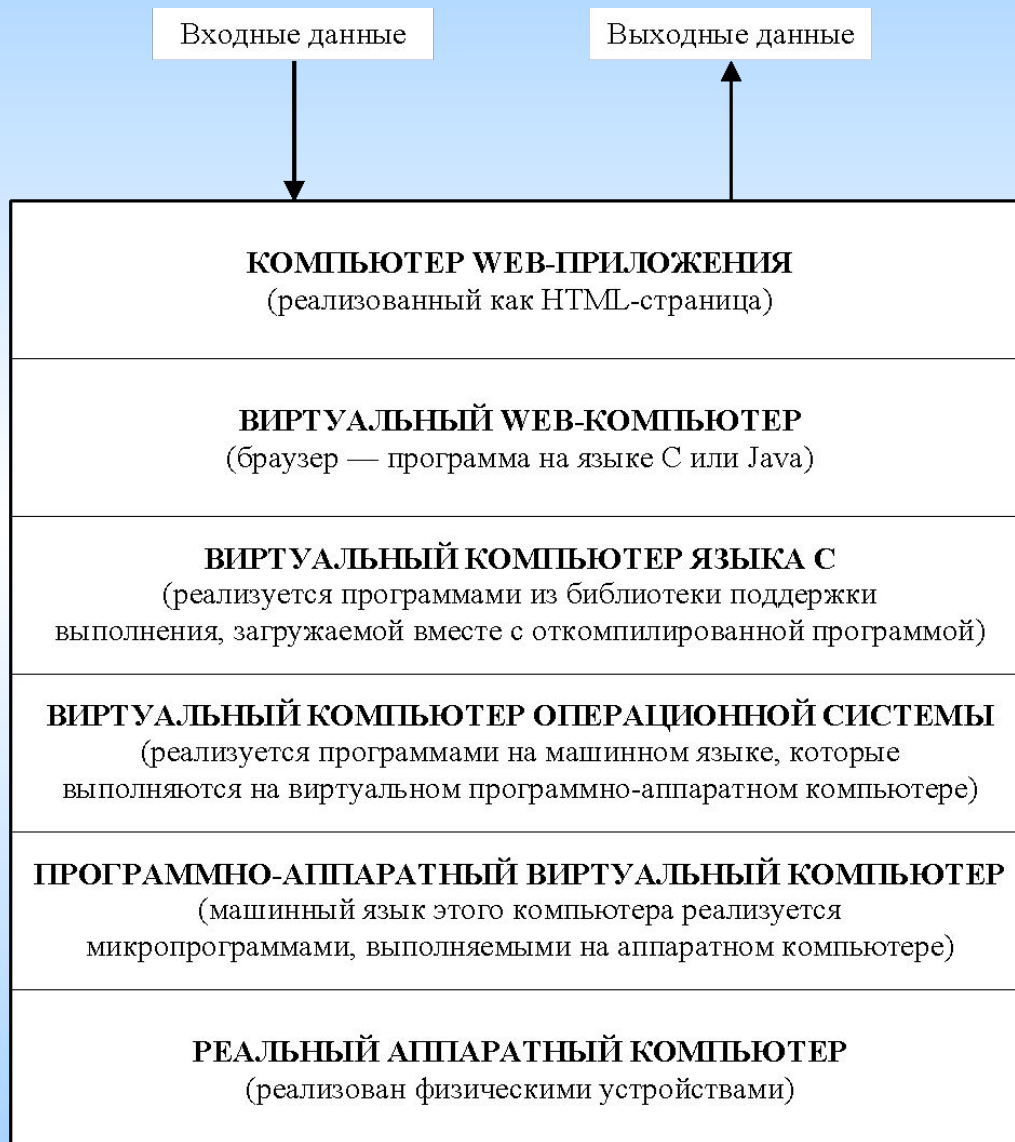 Входные данные
Выходные данные
КОМПЬЮТЕР WEB-ПРИЛОЖЕНИЯ
(реализованный как HTML-страница)
ВИРТУАЛЬНЫЙ WEB-КОМПЬЮТЕР
(браузер — программа на языке C или Java)
ВИРТУАЛЬНЫЙ КОМПЬЮТЕР ЯЗЫКА C
(реализуется программами из библиотеки поддержки
выполнения, загружаемой вместе с откомпилированной программой)
ВИРТУАЛЬНЫЙ КОМПЬЮТЕР ОПЕРАЦИОННОЙ СИСТЕМЫ
(реализуется программами на машинном языке, которые
выполняются на виртуальном программно-аппаратном компьютере)
ПРОГРАММНО-АППАРАТНЫЙ ВИРТУАЛЬНЫЙ КОМПЬЮТЕР
(машинный язык этого компьютера реализуется
микропрограммами, выполняемыми на аппаратном компьютере)
РЕАЛЬНЫЙ АППАРАТНЫЙ КОМПЬЮТЕР
(реализован физическими устройствами)